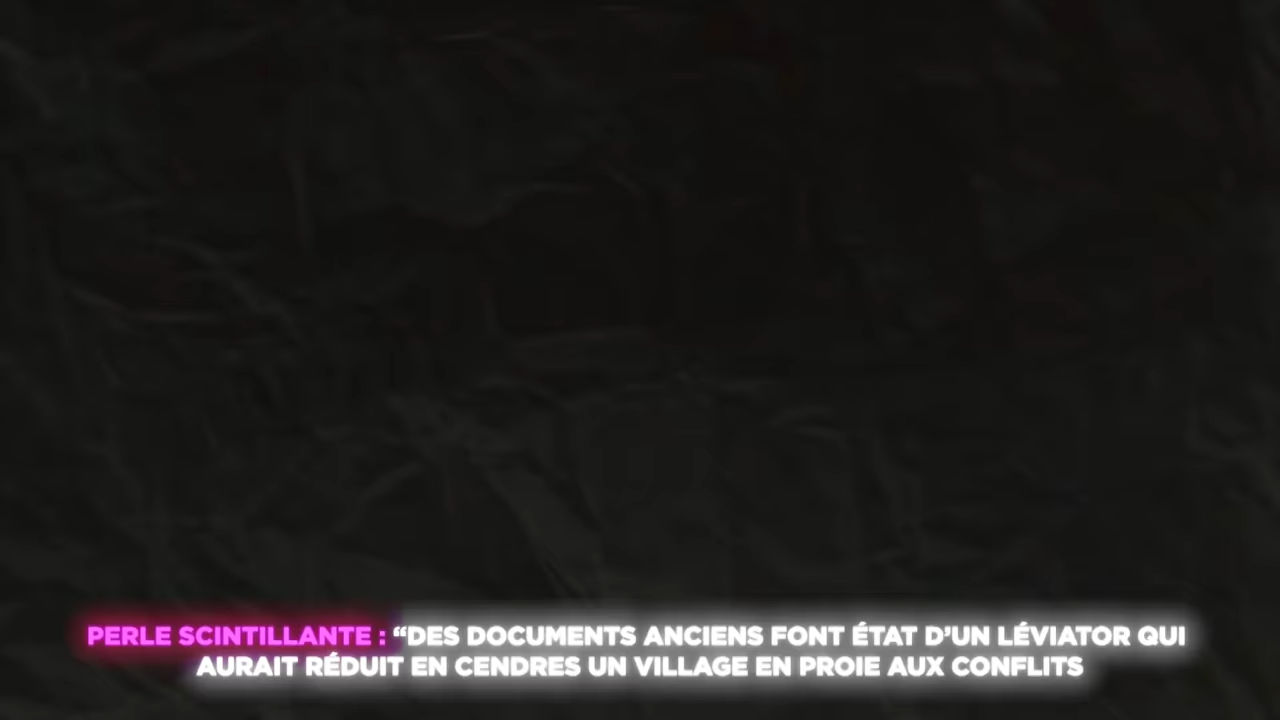 PERLE SCINTILLANTE : “DES DOCUMENTS ANCIENS FONT ÉTAT D’UN LÉVIATOR QUI
AURAIT RÉDUIT EN CENDRES UN VILLAGE EN PROIE AUX CONFLITS